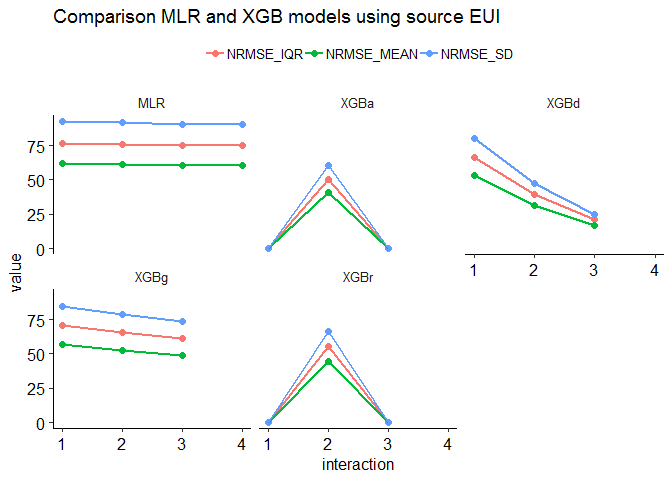 Comparison MLR and XGB models using source EUI
NRMSE_IQR NRMSE_MEAN NRMSE_SD
MLR XGBa XGBd
75
50
25
0
1 2 3 4
value
XGBg XGBr
75
50
25
0
1 2 3 4 1 2 3 4
interaction